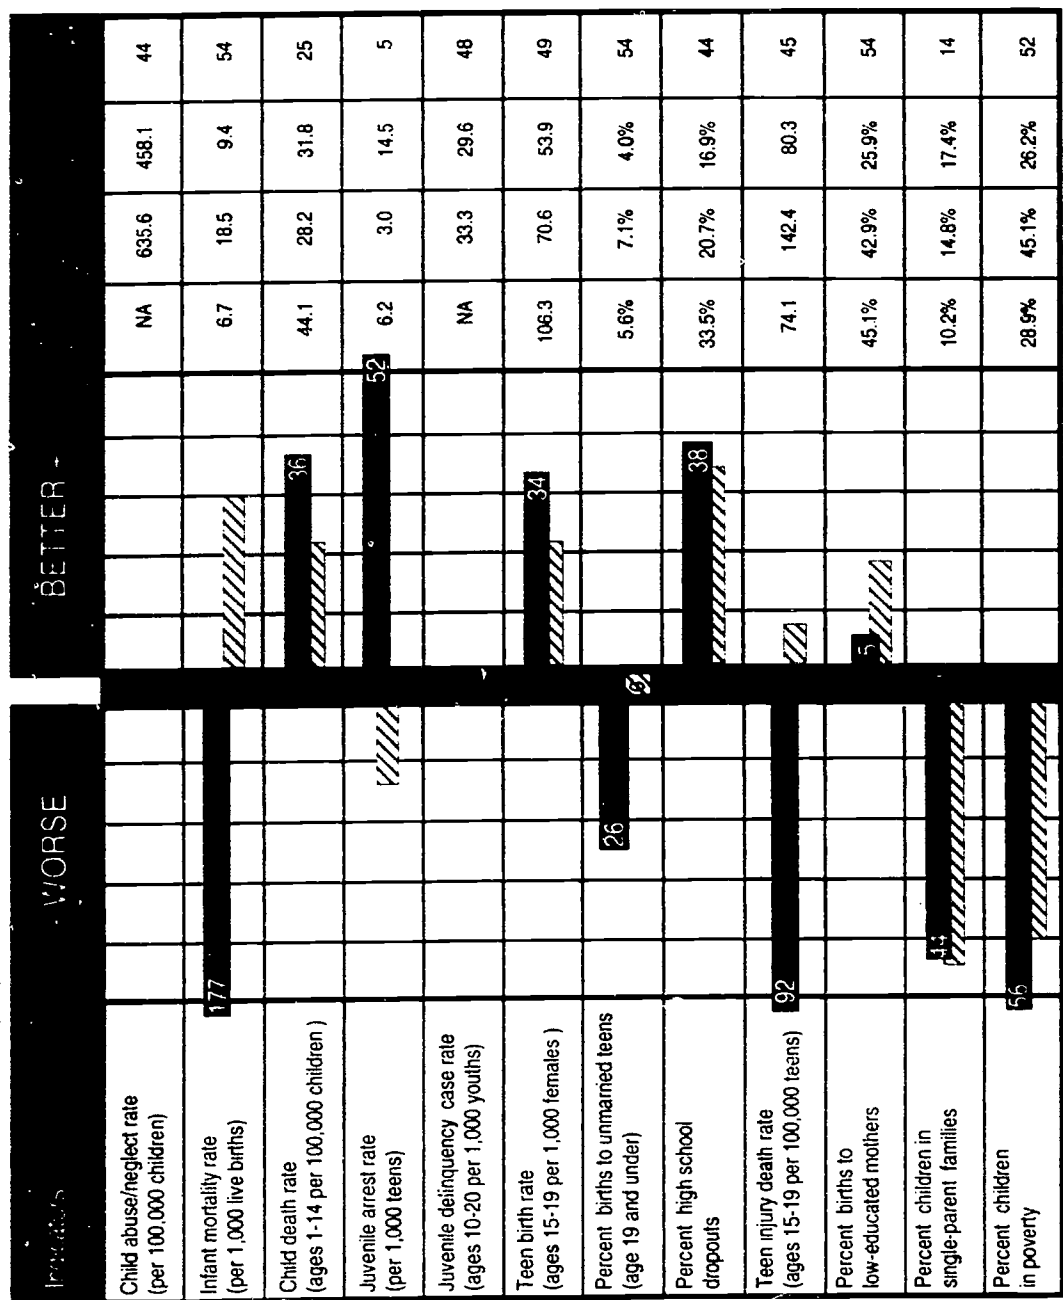 Indicators
- WORSE
BETTER +
Child abuse/neglect rate
(per 100,000 children)
NA 635.6 458.1 44
Infant mortality rate
(per 1,000 live births)
177
6.7 18.5 9.4 54
Child death rate
(ages 1-14 per 100,000 children )
36
44.1 28.2 31.8 25
Juvenile arrest rate
(per 1,000 teens)
52
6.2 3.0 14.5 5
Juvenile delinquency case rate
(ages 10-20 per 1,000 youths)
NA 33.3 29.6 48
Teen birth rate
(ages 15-19 per 1,000 females )
34
106.3 70.6 53.9 49
Percent births to unmarried teens
(age 19 and under)
26
5.6% 7.1% 4.0% 54
Percent high school
dropouts
38
33.5% 20.7% 16.9% 44
Teen injury death rate
(ages 15-19 per 100,000 teens)
92
74.1 142.4 80.3 45
Percent births to
low-educated mothers
5
45.1% 42.9% 25.9% 54
Percent children in
single-parent families
10.2% 14.8% 17.4% 14
Percent children
in poverty
56
28.9% 45.1% 26.2% 52